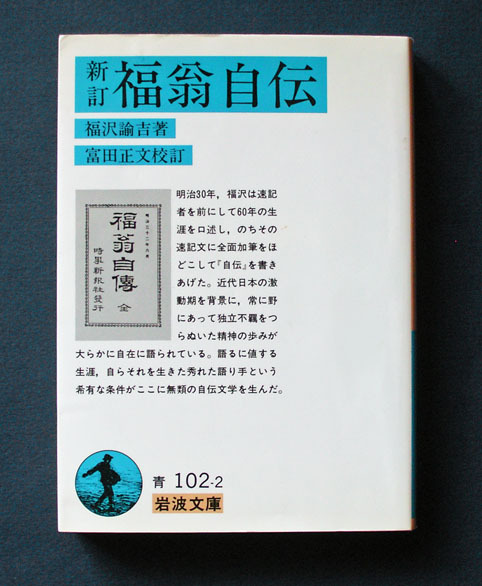 新訂 福翁自伝
福沢諭吉著
富田正文校訂
明治30年，福沢は速記
者を前にして60年の生
涯を口述し，のちその
速記文に全面加筆をほ
どこして『自伝』を書き
あげた。近代日本の激
動期を背景に，常に野
にあって独立不羈をつ
らぬいた精神の歩みが
大らかに自在に語られている。語るに値する
生涯，自らそれを生きた秀れた語り手という
希有な条件がここに無類の自伝文学を生んだ。
明治三十二年六月
福翁自傳 全
時事新報社發行
青 102-2
岩波文庫